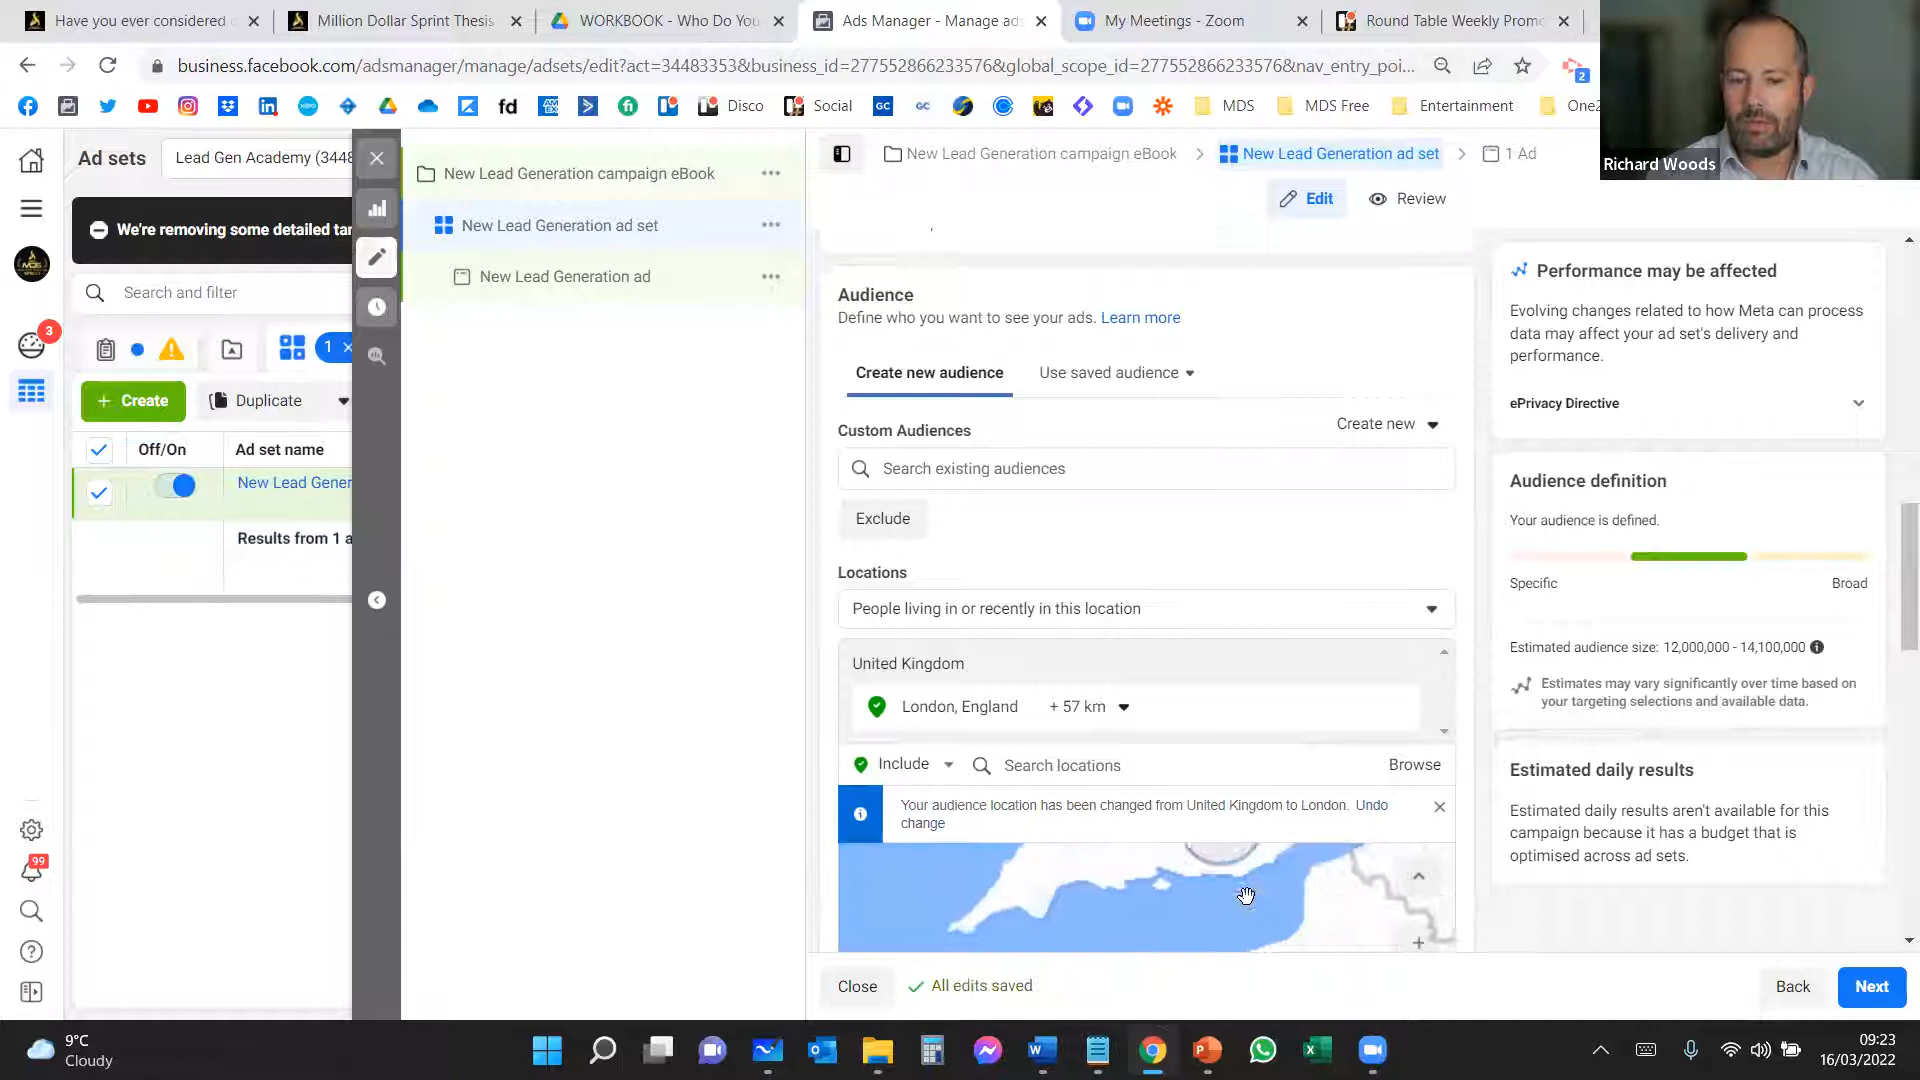 Have you ever considered
Million Dollar Sprint Thesis
WORKBOOK - Who Do You
Ads Manager - Manage ads
My Meetings - Zoom
Round Table Weekly Promo
business.facebook.com/adsmanager/manage/adsets/edit?act=34483353&business_id=277552866233576&global_scope_id=277552866233576&nav_entry_poi...
2
fd
AM
EX
Disco
Social
GC
GC
MDS
MDS Free
Entertainment
One2
Richard Woods
Ad sets
Lead Gen Academy (3448
We're removing some detailed tar
Search and filter
3
1
Create
Duplicate
Off/On
Ad set name
New Lead Gener
Results from 1 a
99
New Lead Generation campaign eBook
New Lead Generation ad set
New Lead Generation ad
New Lead Generation campaign eBook
New Lead Generation ad set
1 Ad
Edit
Review
Audience
Define who you want to see your ads. Learn more
Create new audience
Use saved audience
Custom Audiences
Create new
Search existing audiences
Exclude
Locations
People living in or recently in this location
United Kingdom
London, England + 57 km
Include
Search locations
Browse
Your audience location has been changed from United Kingdom to London. Undo
change
Performance may be affected
Evolving changes related to how Meta can process
data may affect your ad set's delivery and
performance.
ePrivacy Directive
Audience definition
Your audience is defined.
Specific
Broad
Estimated audience size: 12,000,000 - 14,100,000
Estimates may vary significantly over time based on
your targeting selections and available data.
Estimated daily results
Estimated daily results aren't available for this
campaign because it has a budget that is
optimised across ad sets.
Close
All edits saved
Back
Next
9°C
Cloudy
09:23
16/03/2022